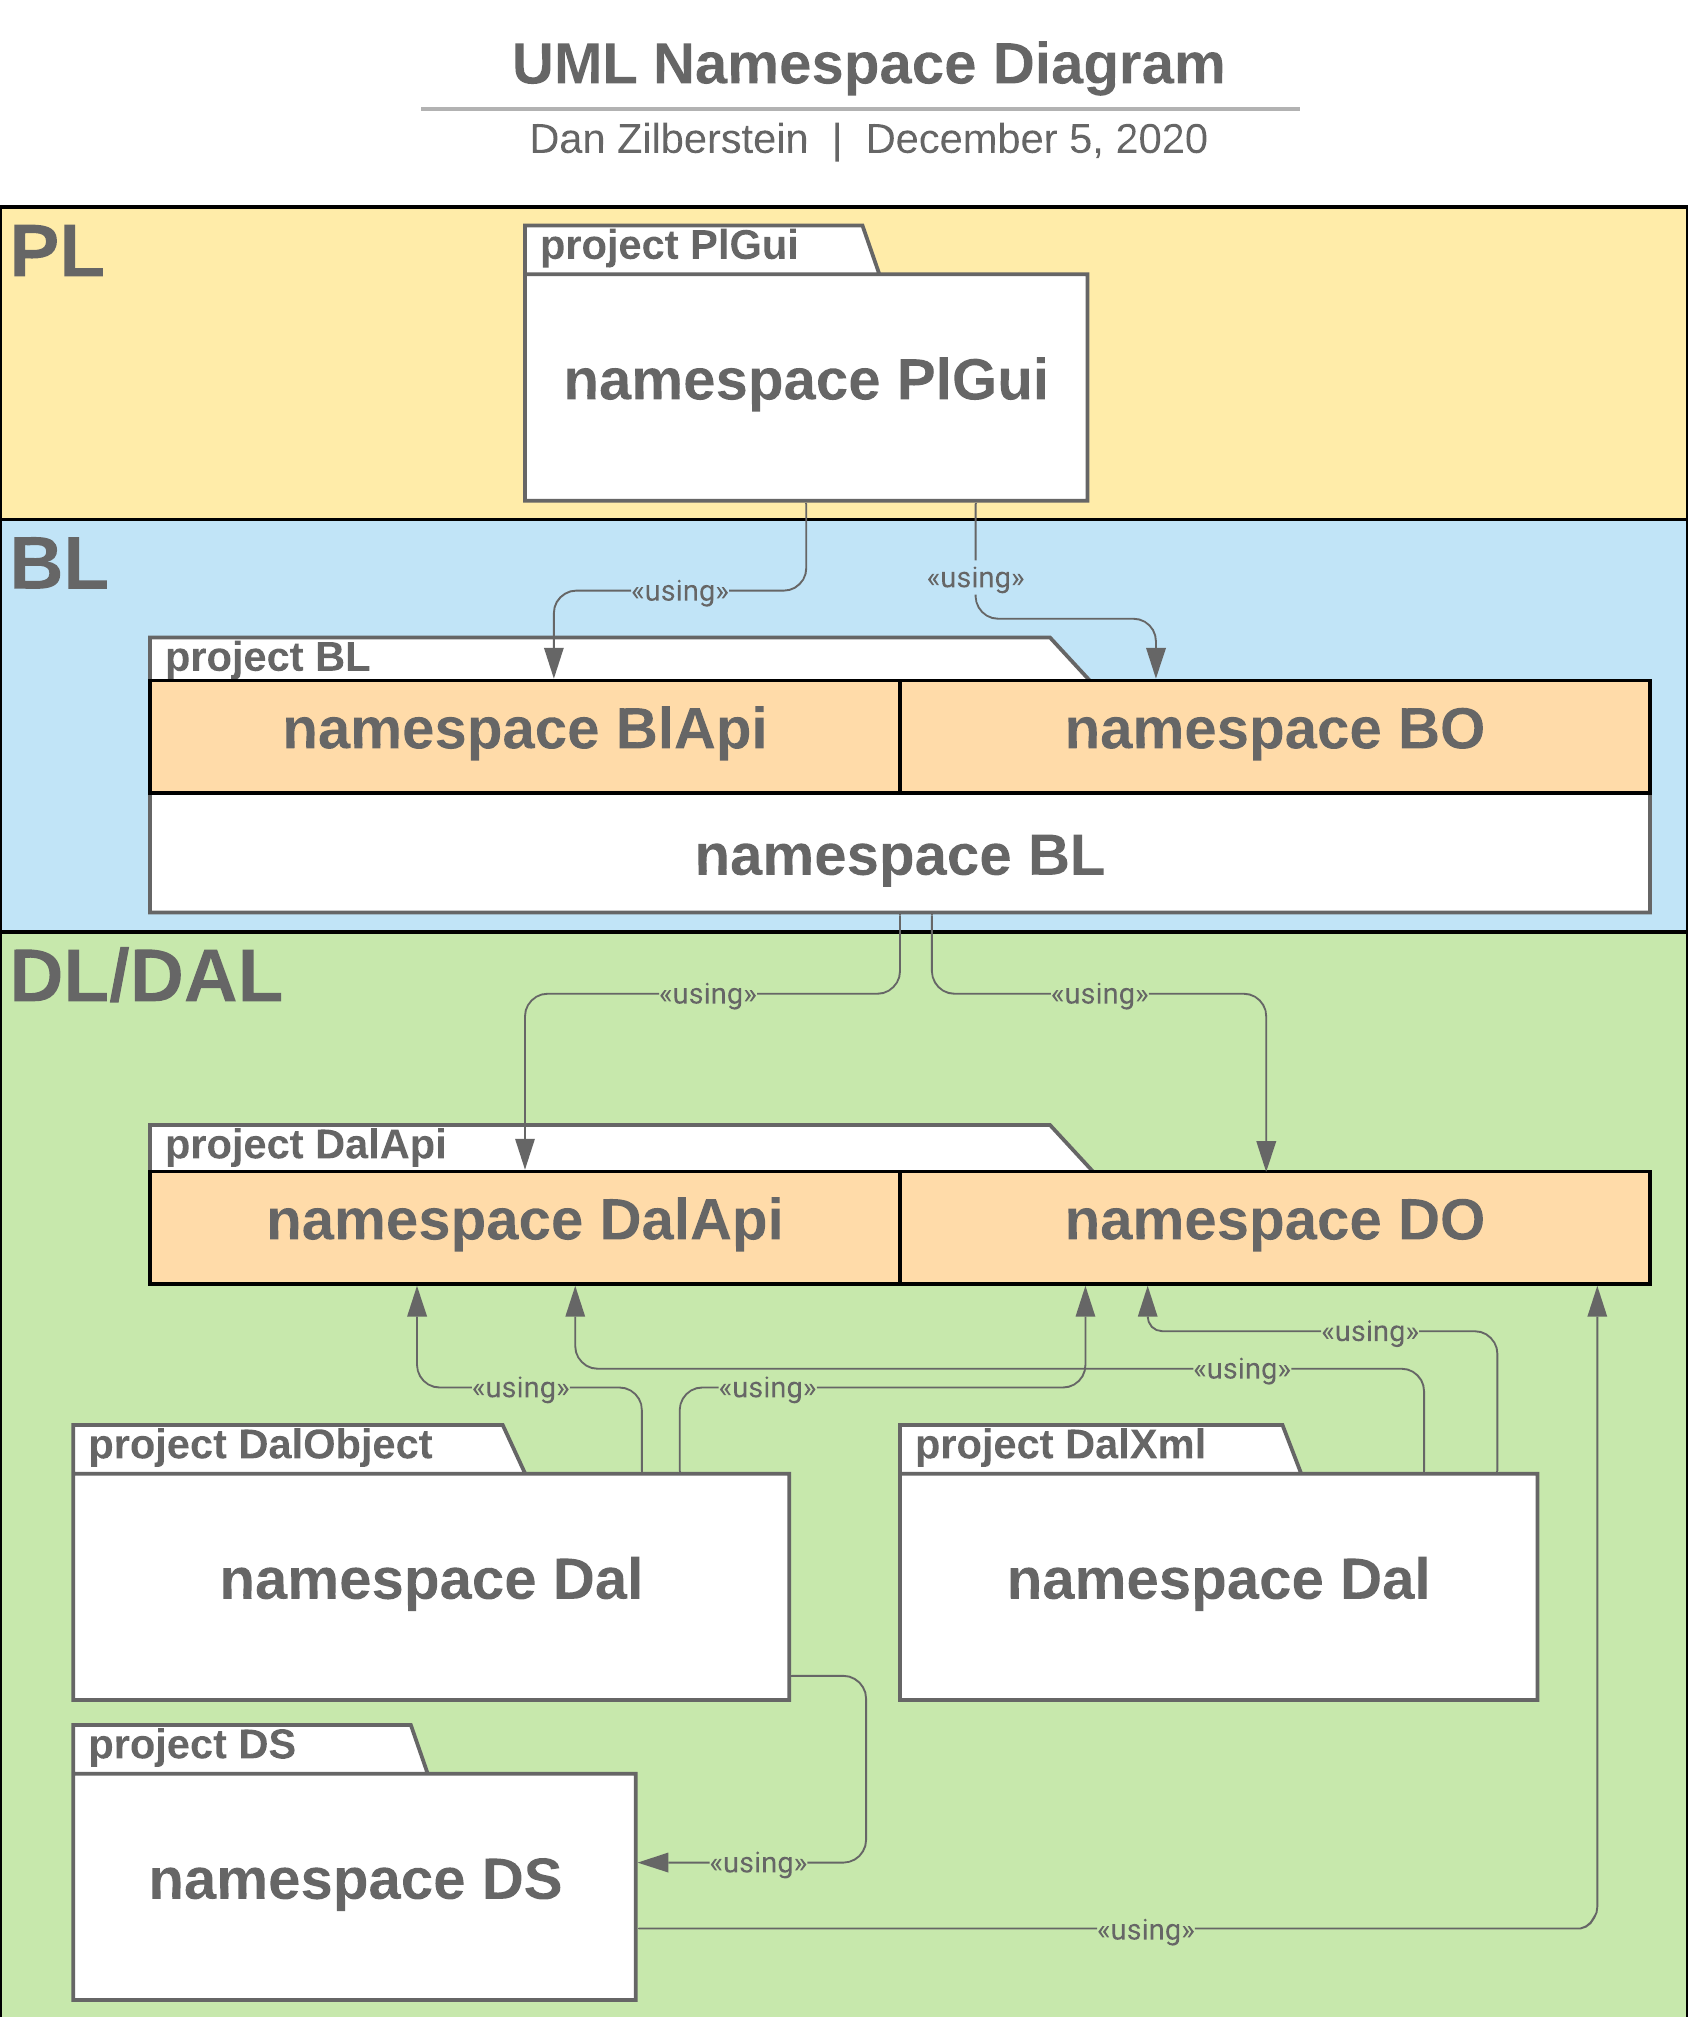 UML Namespace Diagram
Dan Zilberstein | December 5, 2020
PL
project PlGui
namespace PlGui
BL
«using»
«using»
project BL
namespace BlApi
namespace BO
namespace BL
DL/DAL
«using»
«using»
project DalApi
namespace DalApi
namespace DO
«using»
«using»
«using»
«using»
project DalObject
project DalXml
namespace Dal
namespace Dal
project DS
namespace DS
«using»
«using»